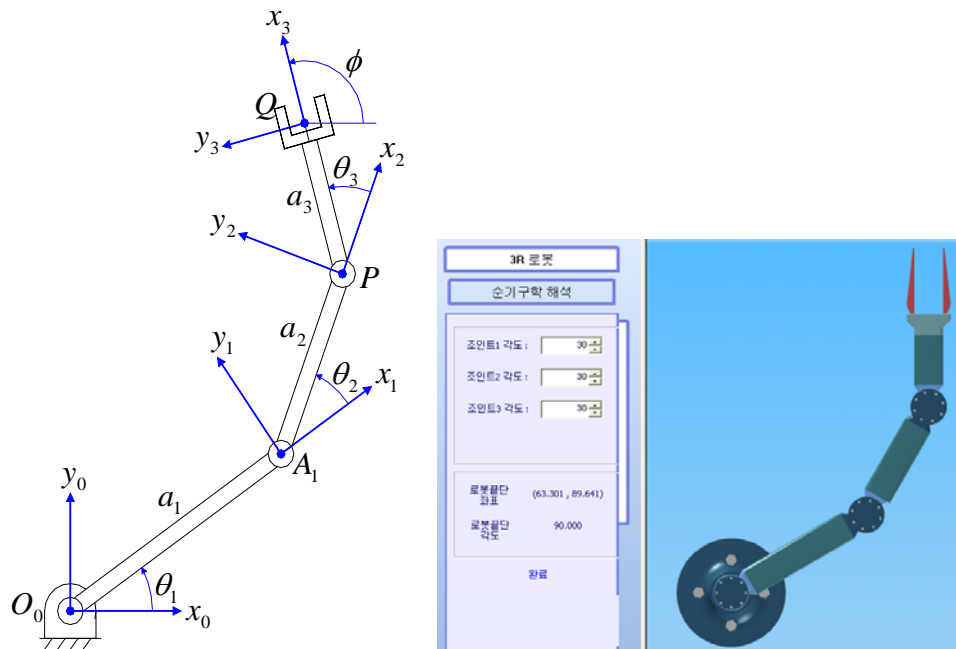 x₃
ϕ
Q
y₃
x₂
θ₃
a₃
y₂
P
a₂
y₁
θ₂
x₁
A₁
y₀
a₁
θ₁
O₀
x₀
3R 로봇
순기구학 해석
조인트1 각도 : 30
조인트2 각도 : 30
조인트3 각도 : 30
로봇끝단
좌표
(63.301 , 89.641)
로봇끝단
각도
90.000
완료